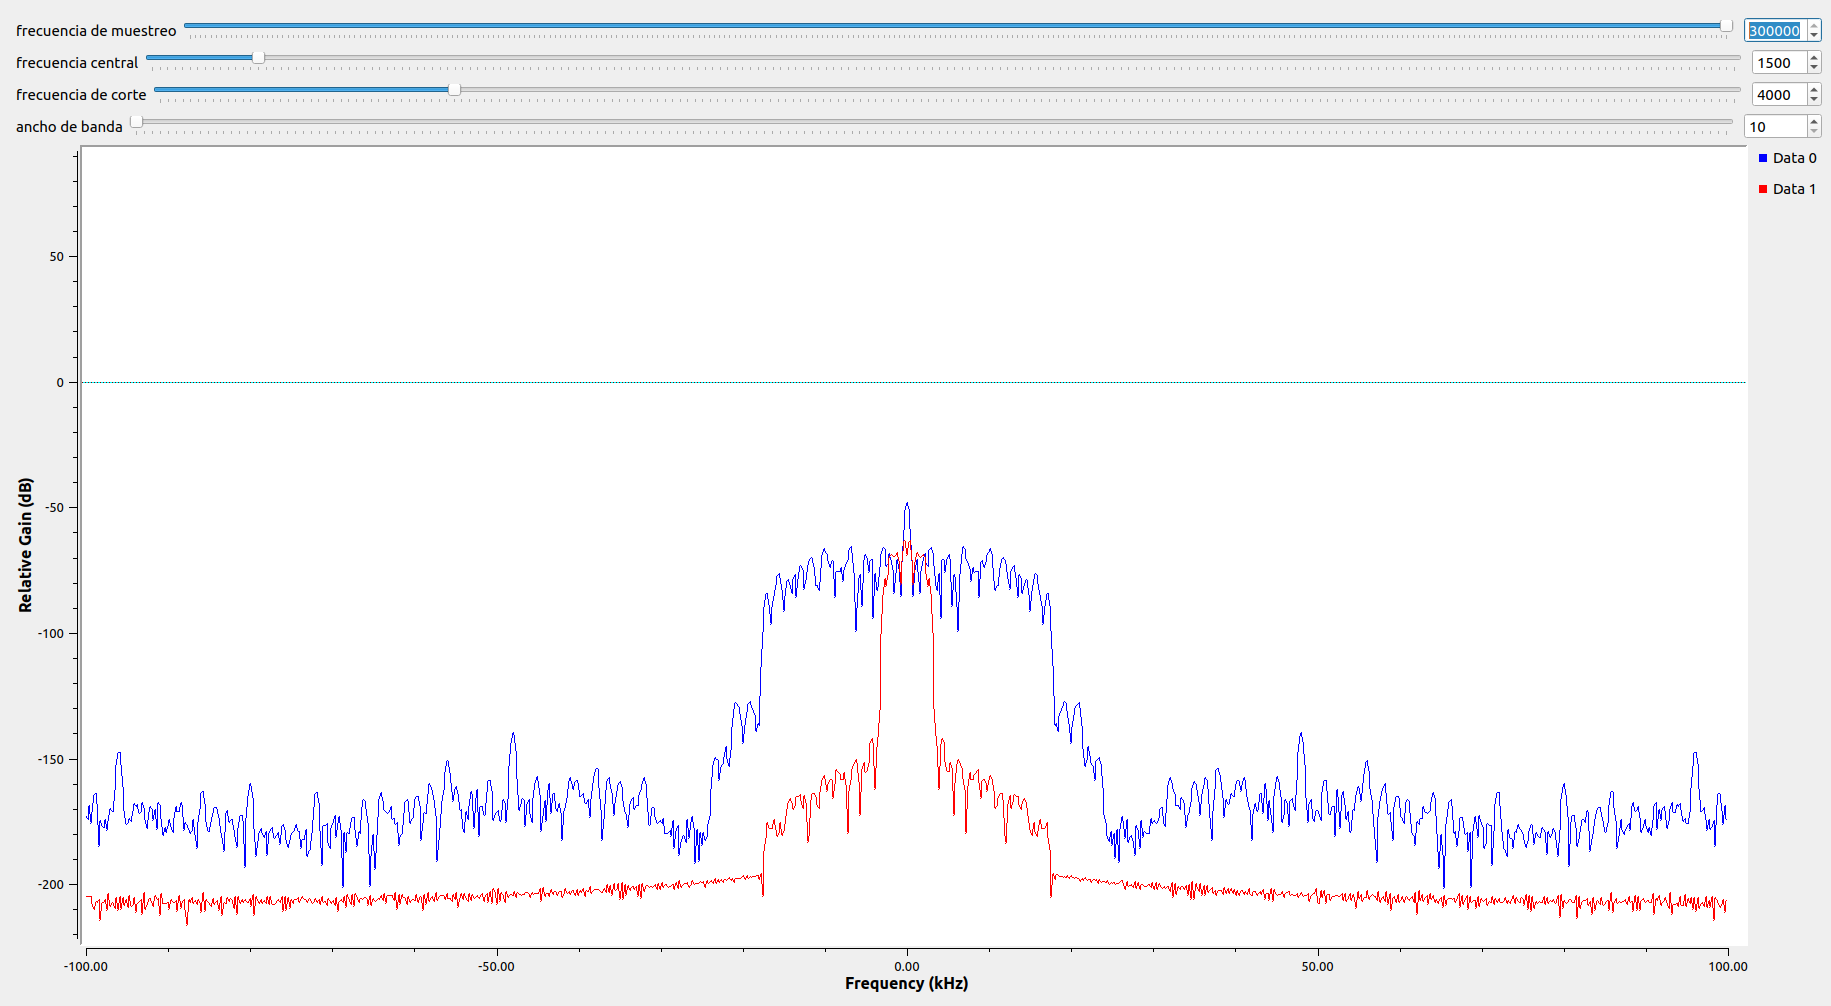 frecuencia de muestreo 300000
frecuencia central 1500
frecuencia de corte 4000
ancho de banda 10
Data 0
Data 1
50
0
-50
-100
-150
-200
Relative Gain (dB)
-100.00 -50.00 0.00 50.00 100.00
Frequency (kHz)